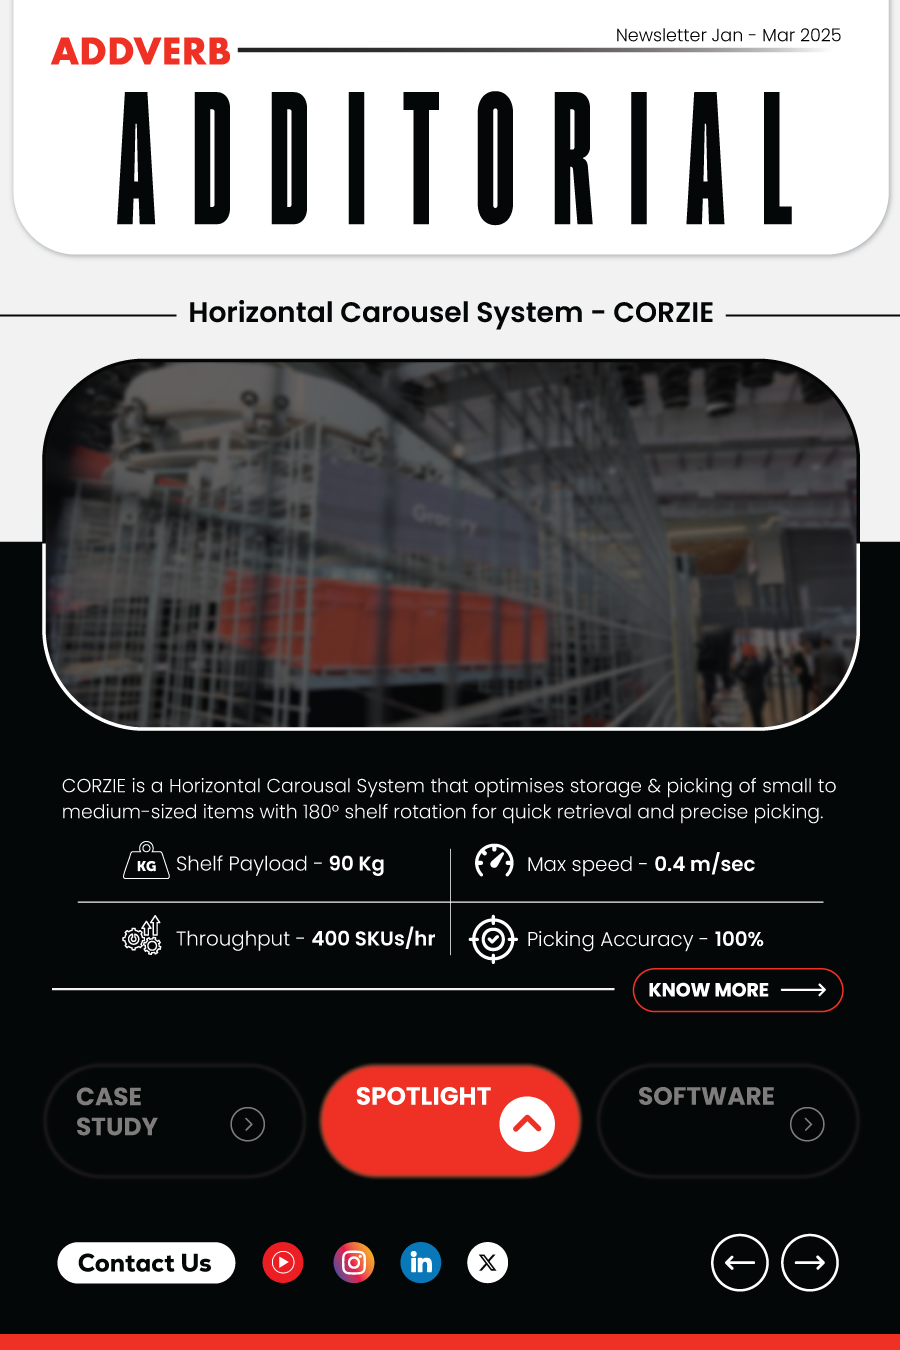 ADDVERB
Newsletter Jan - Mar 2025
ADDITORIAL
Horizontal Carousel System - CORZIE
Grocery
CORZIE is a Horizontal Carousal System that optimises storage & picking of small to
medium-sized items with 180° shelf rotation for quick retrieval and precise picking.
KG Shelf Payload - 90 Kg
Max speed - 0.4 m/sec
Throughput - 400 SKUs/hr
Picking Accuracy - 100%
KNOW MORE
CASE
STUDY
SPOTLIGHT
SOFTWARE
Contact Us
in
X